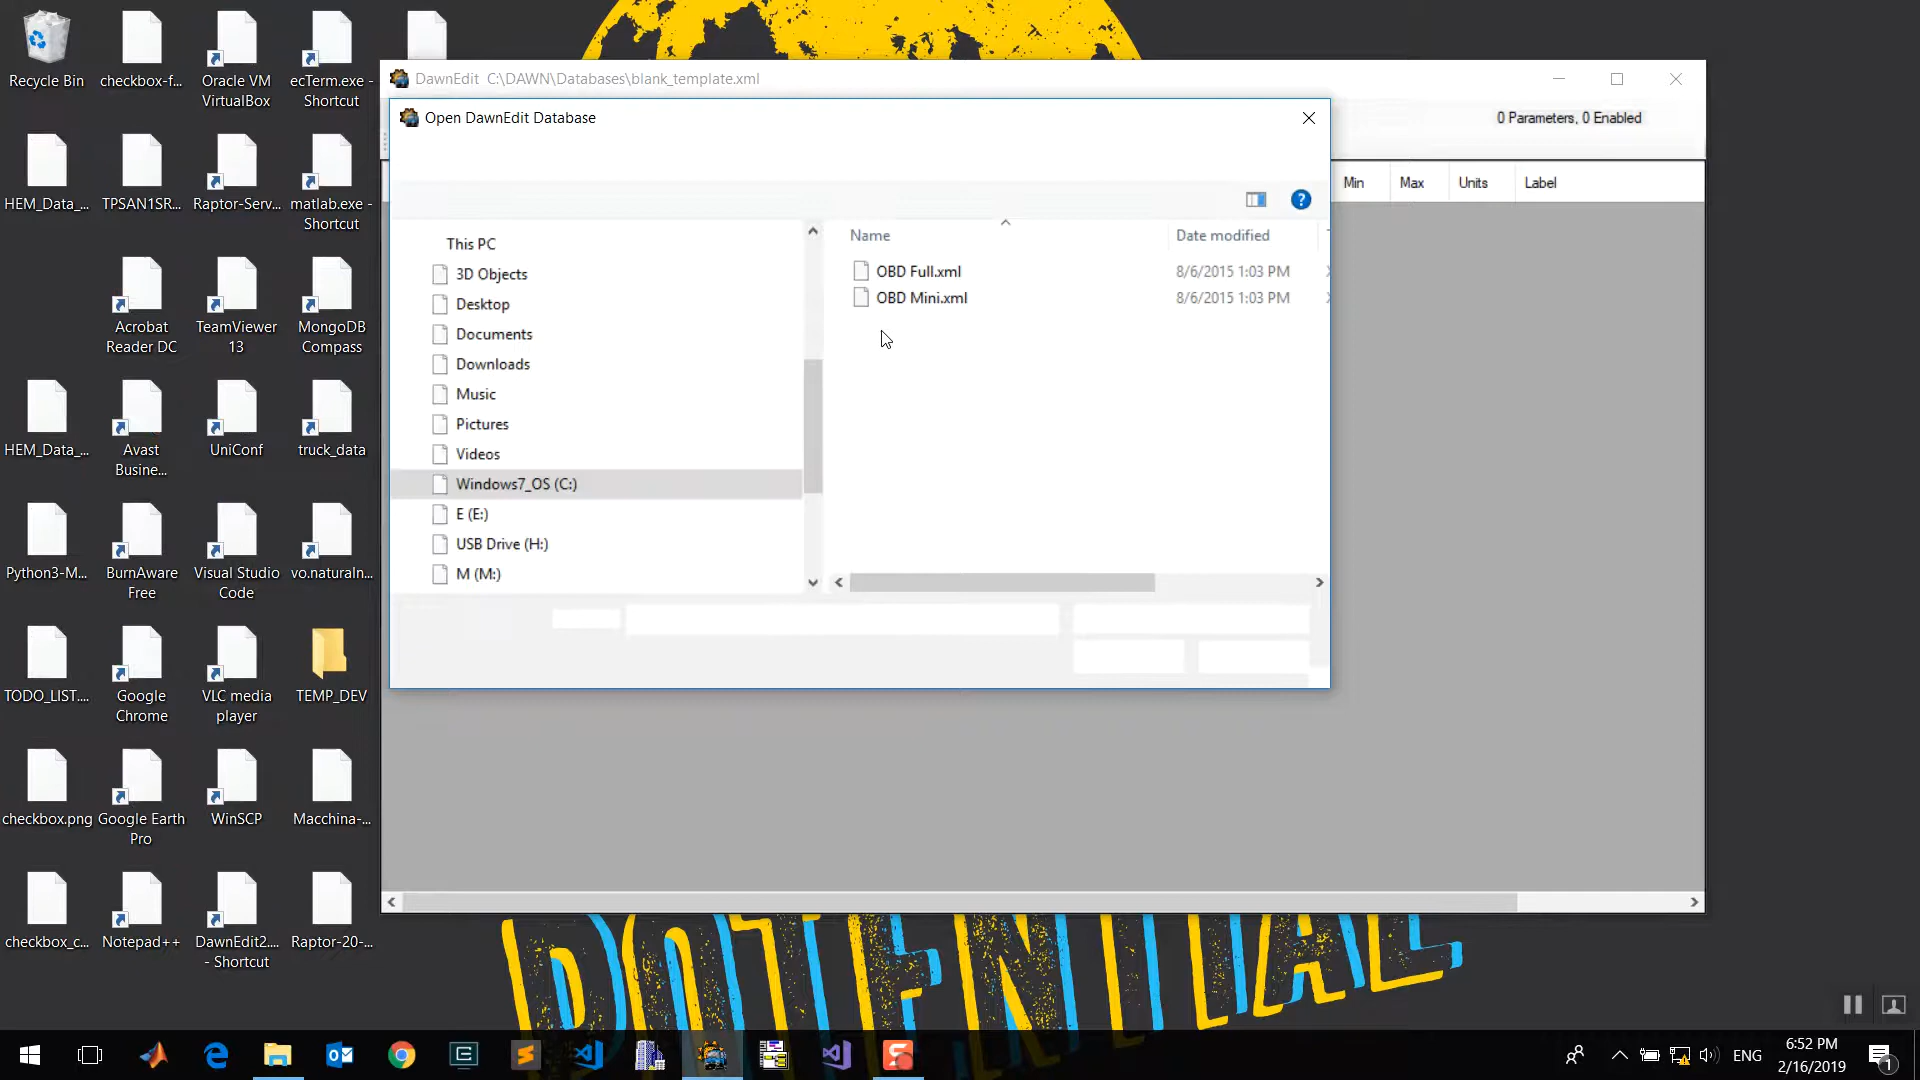 Recycle Bin
checkbox-f...
Oracle VM
VirtualBox
ecTerm.exe -
Shortcut
HEM_Data_...
TPSAN1SR...
Raptor-Serv...
matlab.exe -
Shortcut
Acrobat
Reader DC
TeamViewer
13
MongoDB
Compass
HEM_Data_...
Avast
Busine...
UniConf
truck_data
Python3-M...
BurnAware
Free
Visual Studio
Code
vo.naturaln...
TODO_LIST....
Google
Chrome
VLC media
player
TEMP_DEV
checkbox.png
Google Earth
Pro
WinSCP
Macchina-...
checkbox_c...
Notepad++
DawnEdit2....
- Shortcut
Raptor-20-...
DawnEdit C:\DAWN\Databases\blank_template.xml
0 Parameters, 0 Enabled
Min
Max
Units
Label
Open DawnEdit Database
?
This PC
3D Objects
Desktop
Documents
Downloads
Music
Pictures
Videos
Windows7_OS (C:)
E (E:)
USB Drive (H:)
M (M:)
Name
Date modified
OBD Full.xml
8/6/2015 1:03 PM
OBD Mini.xml
8/6/2015 1:03 PM
POTENTIAL
ENG
6:52 PM
2/16/2019
1